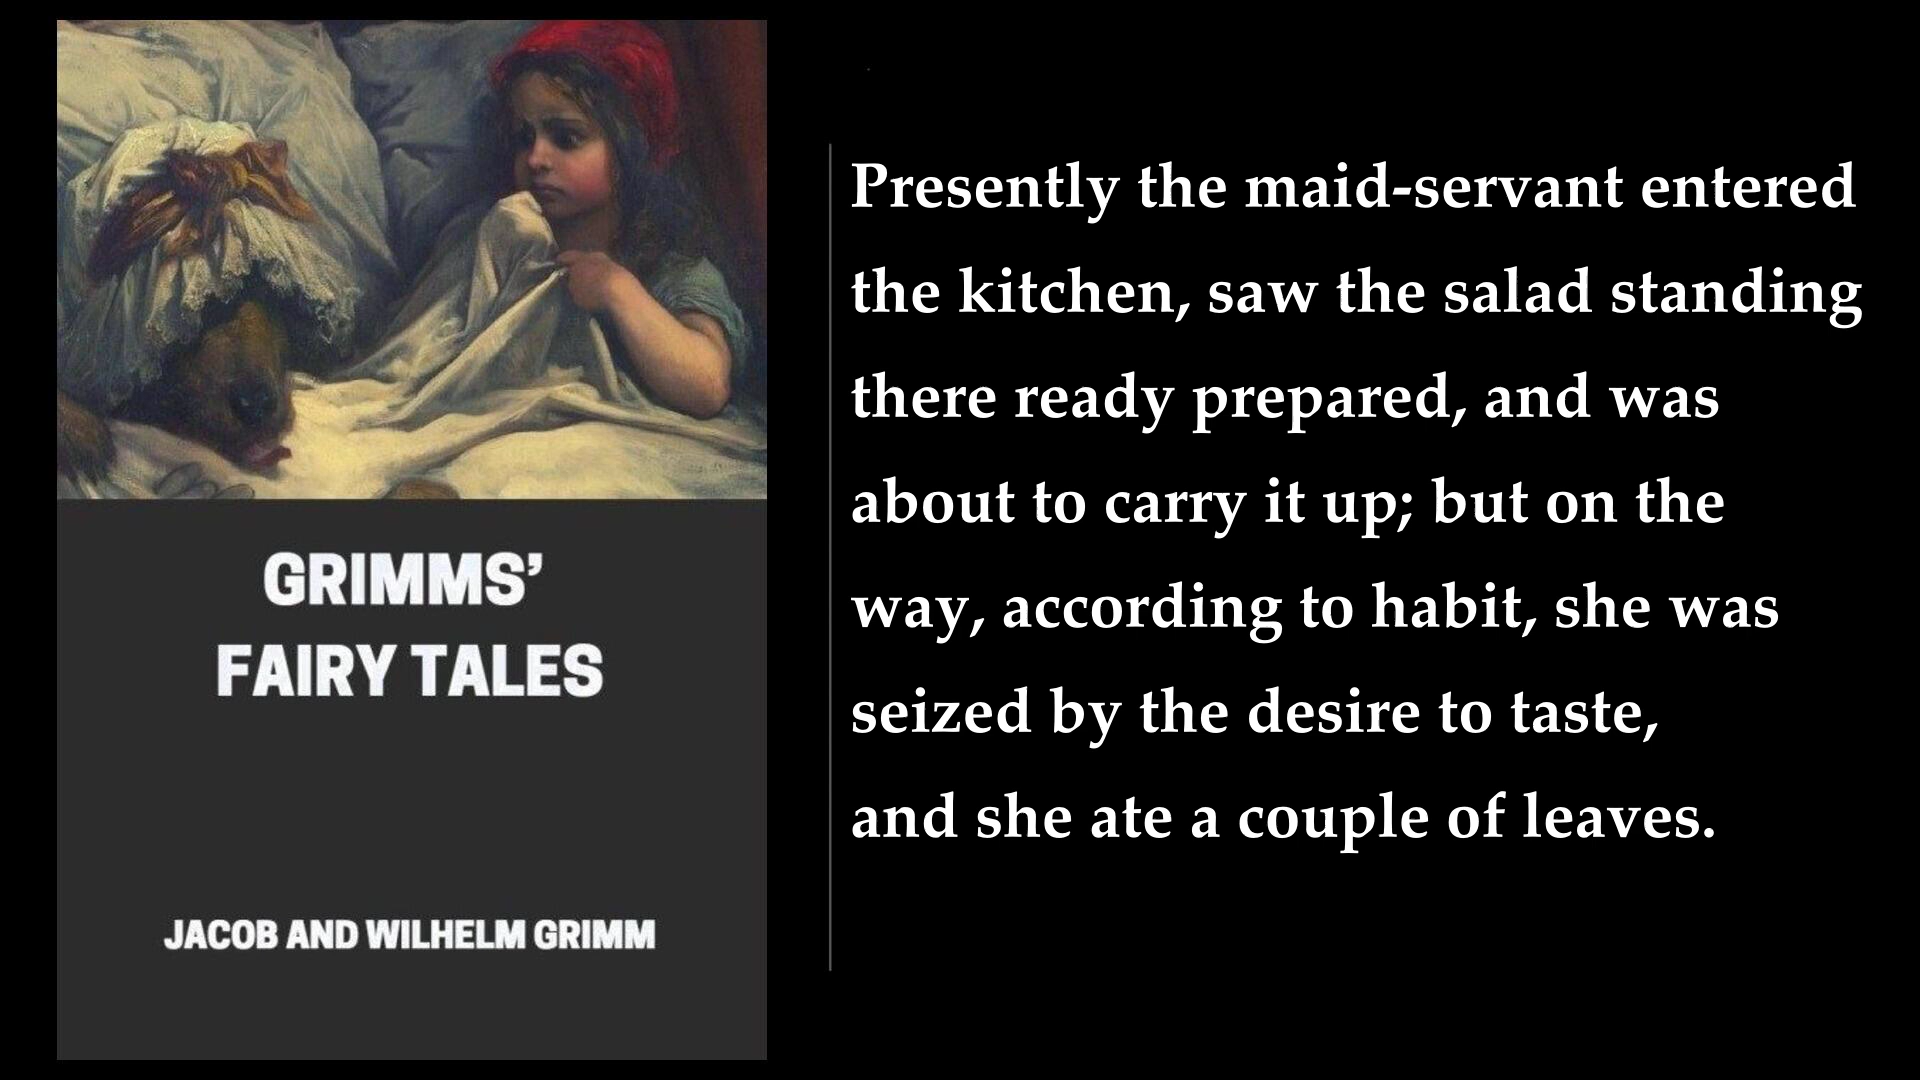 GRIMMS’
FAIRY TALES
JACOB AND WILHELM GRIMM
Presently the maid-servant entered
the kitchen, saw the salad standing
there ready prepared, and was
about to carry it up; but on the
way, according to habit, she was
seized by the desire to taste,
and she ate a couple of leaves.